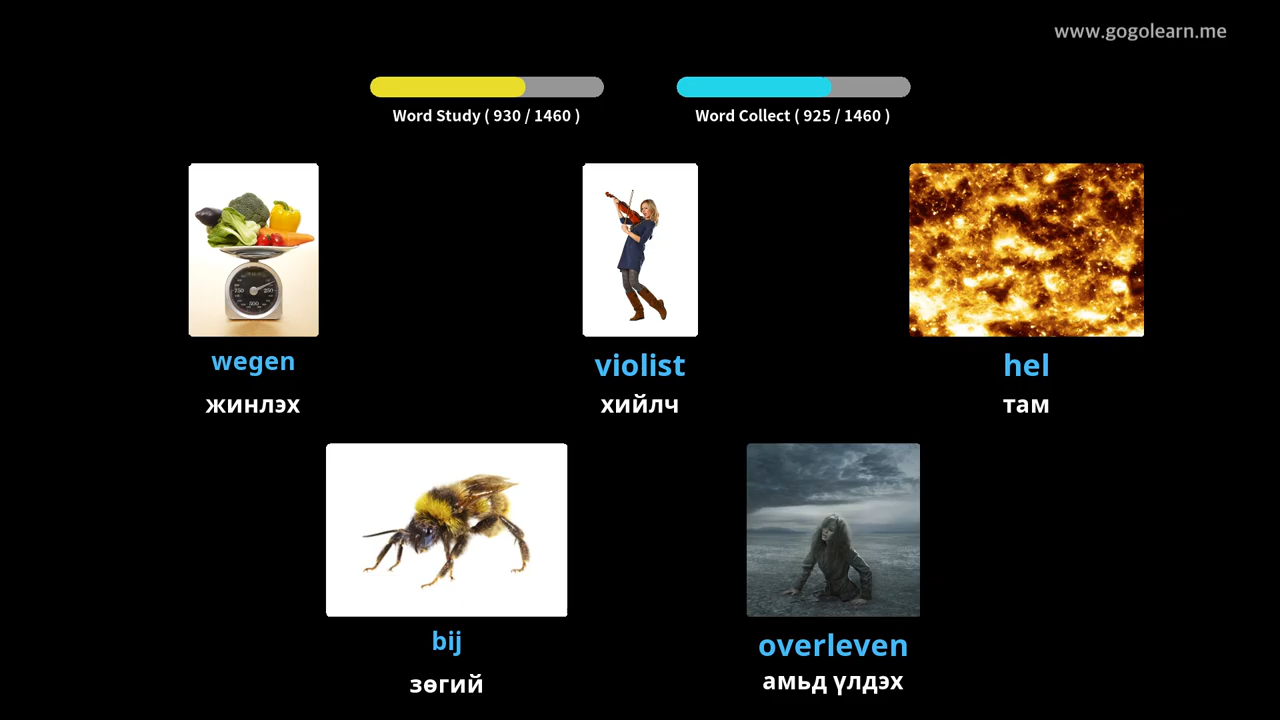 www.gogolearn.me
Word Study ( 930 / 1460 )
Word Collect ( 925 / 1460 )
wegen
violist
hel
жинлэх
хийлч
там
bij
overleven
зөгий
амьд үлдэх